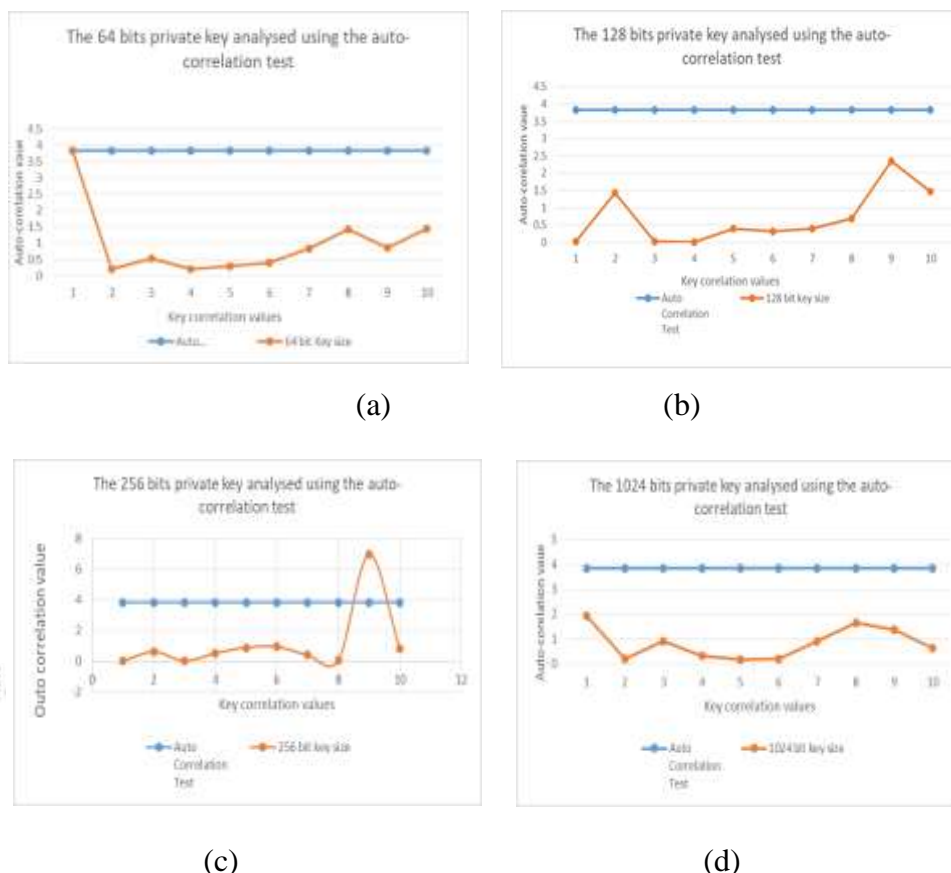 The 64 bits private key analysed using the auto-
correlation test
Auto-corelation vaue
4.5
4
3.5
3
2.5
2
1.5
1
0.5
0
1 2 3 4 5 6 7 8 9 10
Key correlation values
Auto...
64 bit Key size
(a)
The 128 bits private key analysed using the auto-
correlation test
Auto-corelation vaue
4.5
4
3.5
3
2.5
2
1.5
1
0.5
0
1 2 3 4 5 6 7 8 9 10
Key corelation values
Auto
Correlation
Test
128 bit key size
(b)
The 256 bits private key analysed using the auto-
correlation test
Outo correlation value
8
6
4
2
0
-2
0 2 4 6 8 10 12
Key correlation values
Auto
Correlation
Test
256 bit key size
(c)
The 1024 bits private key analysed using the auto-
correlation test
Auto-corelation vaue
5
4
3
2
1
0
1 2 3 4 5 6 7 8 9 10
Key correlation values
Auto
Correlation
Test
1024 bit key size
(d)